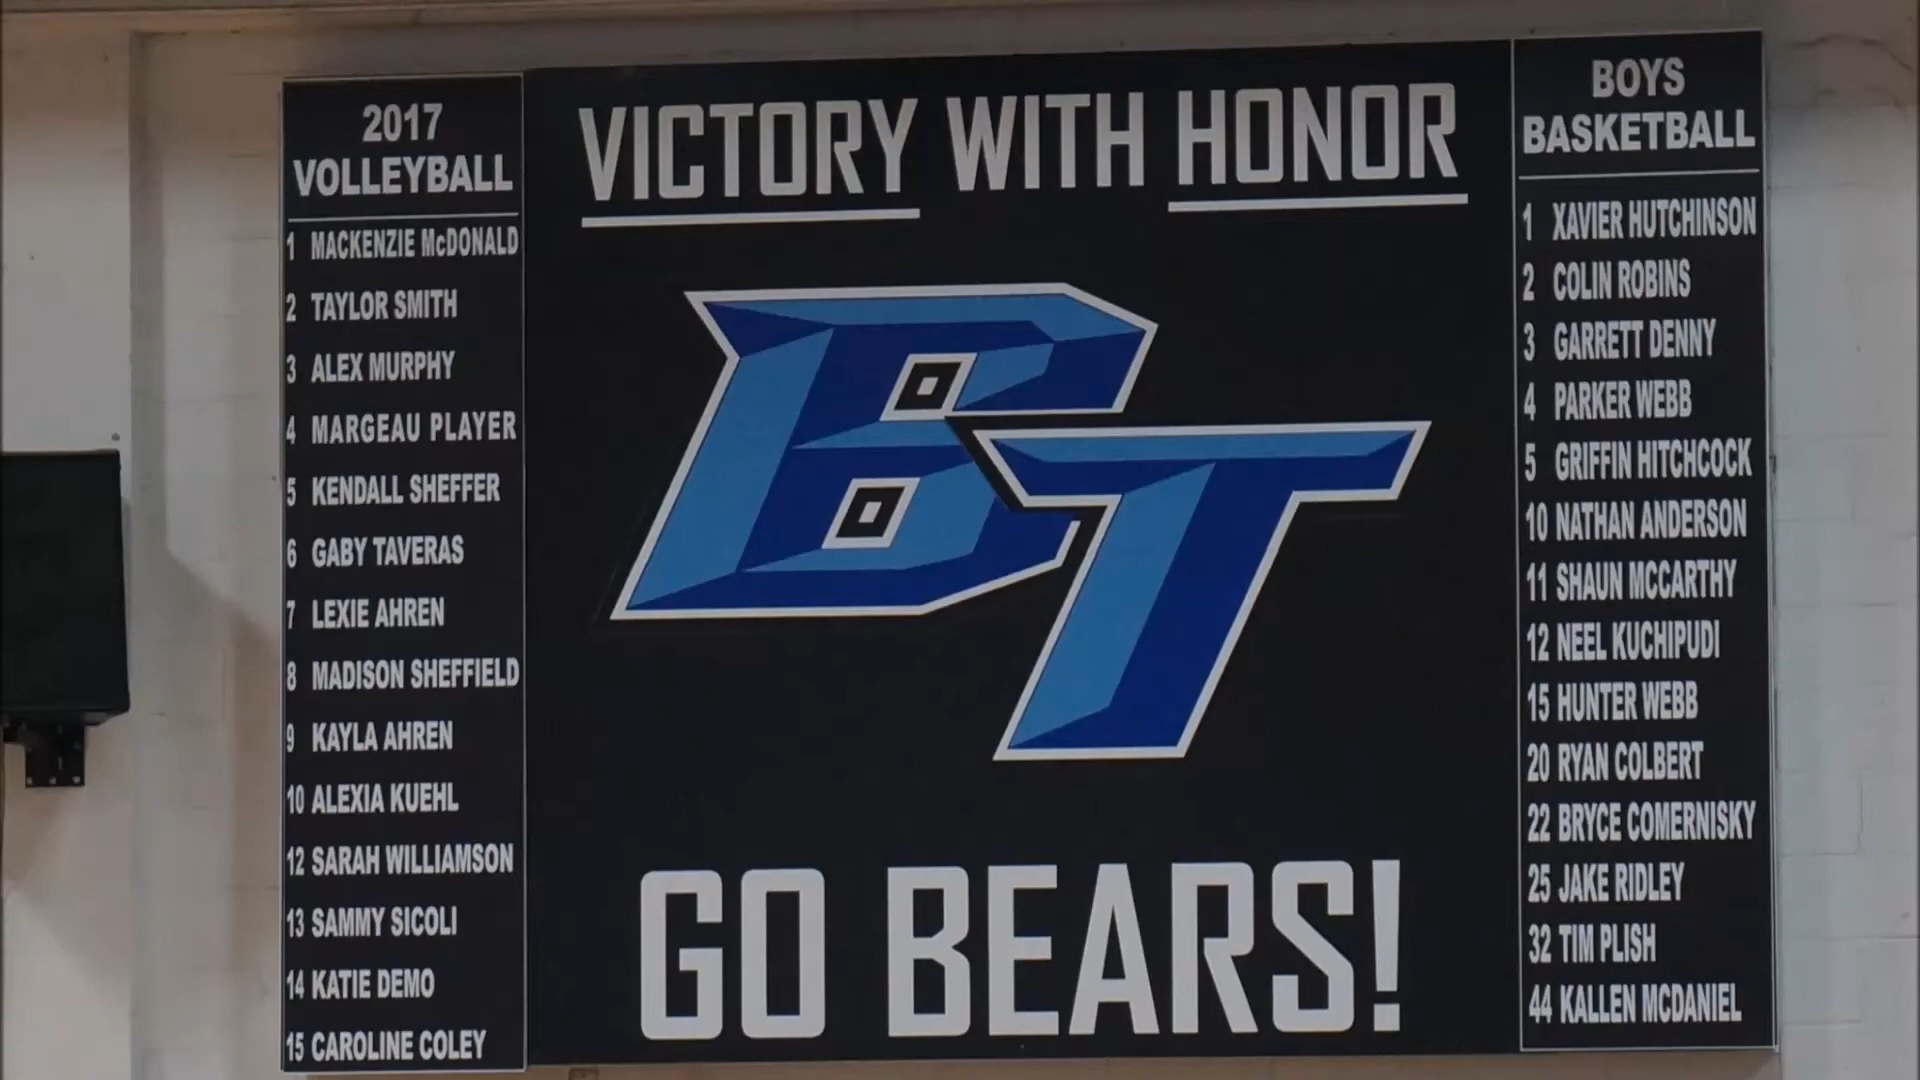 2017
VOLLEYBALL
1 MACKENZIE McDONALD
2 TAYLOR SMITH
3 ALEX MURPHY
4 MARGEAU PLAYER
5 KENDALL SHEFFER
6 GABY TAVERAS
7 LEXIE AHREN
8 MADISON SHEFFIELD
9 KAYLA AHREN
10 ALEXIA KUEHL
12 SARAH WILLIAMSON
13 SAMMY SICOLI
14 KATIE DEMO
15 CAROLINE COLEY
VICTORY WITH HONOR
BT
GO BEARS!
BOYS
BASKETBALL
1 XAVIER HUTCHINSON
2 COLIN ROBINS
3 GARRETT DENNY
4 PARKER WEBB
5 GRIFFIN HITCHCOCK
10 NATHAN ANDERSON
11 SHAUN MCCARTHY
12 NEEL KUCHIPUDI
15 HUNTER WEBB
20 RYAN COLBERT
22 BRYCE COMERNISKY
25 JAKE RIDLEY
32 TIM PLISH
44 KALLEN MCDANIEL